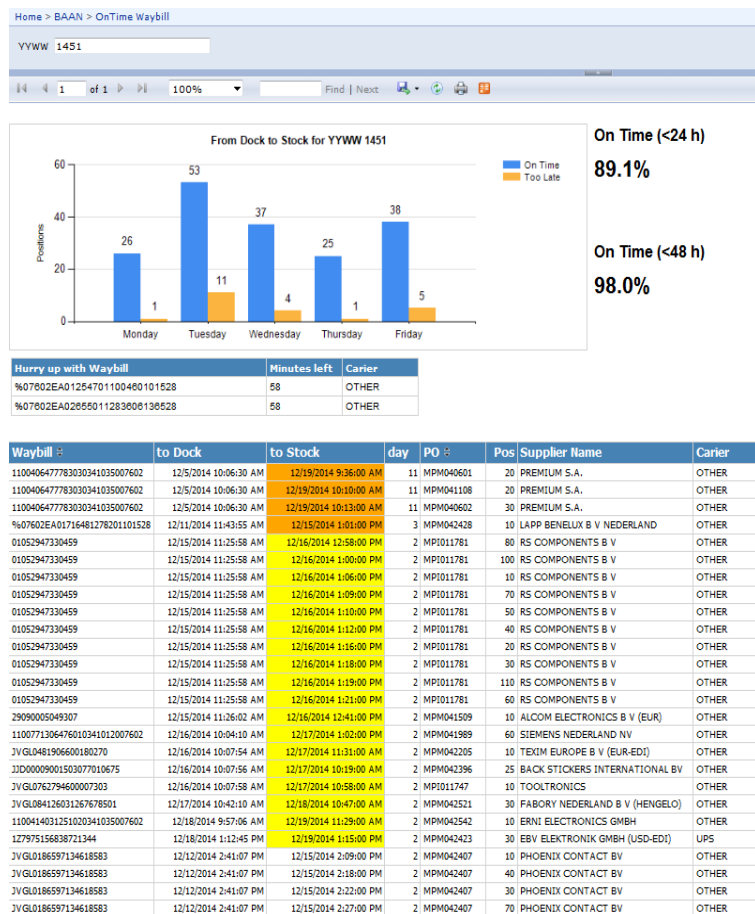 Home > BAAN > OnTime Waybill
YYWW 1451
1 of 1 100% Find | Next
From Dock to Stock for YYWW 1451
Positions
60
40
20
0
26
1
53
11
37
4
25
1
38
5
Monday Tuesday Wednesday Thursday Friday
On Time
Too Late
On Time (<24 h)
89.1%
On Time (<48 h)
98.0%
Hurry up with Waybill Minutes left Carier
%07602EA01254701100460101528 58 OTHER
%07602EA02655011283606136528 58 OTHER
Waybill to Dock to Stock day PO Pos Supplier Name Carier
1100406477783030341035007602 12/5/2014 10:06:30 AM 12/19/2014 9:36:00 AM 11 MPM040601 20 PREMIUM S.A. OTHER
1100406477783030341035007602 12/5/2014 10:06:30 AM 12/19/2014 10:10:00 AM 11 MPM041108 20 PREMIUM S.A. OTHER
1100406477783030341035007602 12/5/2014 10:06:30 AM 12/19/2014 10:13:00 AM 11 MPM040602 30 PREMIUM S.A. OTHER
%07602EA01716481278201101528 12/11/2014 11:43:55 AM 12/15/2014 1:01:00 PM 3 MPM042428 10 LAPP BENELUX B V NEDERLAND OTHER
01052947330459 12/15/2014 11:25:58 AM 12/16/2014 12:58:00 PM 2 MPI011781 80 RS COMPONENTS B V OTHER
01052947330459 12/15/2014 11:25:58 AM 12/16/2014 1:00:00 PM 2 MPI011781 100 RS COMPONENTS B V OTHER
01052947330459 12/15/2014 11:25:58 AM 12/16/2014 1:06:00 PM 2 MPI011781 10 RS COMPONENTS B V OTHER
01052947330459 12/15/2014 11:25:58 AM 12/16/2014 1:09:00 PM 2 MPI011781 70 RS COMPONENTS B V OTHER
01052947330459 12/15/2014 11:25:58 AM 12/16/2014 1:10:00 PM 2 MPI011781 50 RS COMPONENTS B V OTHER
01052947330459 12/15/2014 11:25:58 AM 12/16/2014 1:12:00 PM 2 MPI011781 40 RS COMPONENTS B V OTHER
01052947330459 12/15/2014 11:25:58 AM 12/16/2014 1:16:00 PM 2 MPI011781 20 RS COMPONENTS B V OTHER
01052947330459 12/15/2014 11:25:58 AM 12/16/2014 1:18:00 PM 2 MPI011781 30 RS COMPONENTS B V OTHER
01052947330459 12/15/2014 11:25:58 AM 12/16/2014 1:19:00 PM 2 MPI011781 110 RS COMPONENTS B V OTHER
01052947330459 12/15/2014 11:25:58 AM 12/16/2014 1:21:00 PM 2 MPI011781 60 RS COMPONENTS B V OTHER
29090005049307 12/15/2014 11:26:02 AM 12/16/2014 12:41:00 PM 2 MPM041509 10 ALCOM ELECTRONICS B V (EUR) OTHER
1100771306476010341012007602 12/16/2014 10:04:10 AM 12/17/2014 1:02:00 PM 2 MPM041989 60 SIEMENS NEDERLAND NV OTHER
JVGL0481906600180270 12/16/2014 10:07:54 AM 12/17/2014 11:31:00 AM 2 MPM042205 10 TEXIM EUROPE B V (EUR-EDI) OTHER
JJD00009001503077010675 12/16/2014 10:07:56 AM 12/17/2014 10:19:00 AM 2 MPM042396 25 BACK STICKERS INTERNATIONAL BV OTHER
JVGL0762794600007303 12/16/2014 10:07:58 AM 12/17/2014 10:58:00 AM 2 MPI011747 10 TOOLTRONICS OTHER
JVGL084126031267678501 12/17/2014 10:42:10 AM 12/18/2014 10:47:00 AM 2 MPM042521 30 FABORY NEDERLAND B V (HENGELO) OTHER
1100414031251020341035007602 12/18/2014 9:57:06 AM 12/19/2014 11:29:00 AM 2 MPM042542 10 ERNI ELECTRONICS GMBH OTHER
1Z7975156838721344 12/18/2014 1:12:45 PM 12/19/2014 1:15:00 PM 2 MPM042423 30 EBV ELEKTRONIK GMBH (USD-EDI) UPS
JVGL0186597134618583 12/12/2014 2:41:07 PM 12/15/2014 2:09:00 PM 2 MPM042407 10 PHOENIX CONTACT BV OTHER
JVGL0186597134618583 12/12/2014 2:41:07 PM 12/15/2014 2:18:00 PM 2 MPM042407 40 PHOENIX CONTACT BV OTHER
JVGL0186597134618583 12/12/2014 2:41:07 PM 12/15/2014 2:22:00 PM 2 MPM042407 30 PHOENIX CONTACT BV OTHER
JVGL0186597134618583 12/12/2014 2:41:07 PM 12/15/2014 2:27:00 PM 2 MPM042407 70 PHOENIX CONTACT BV OTHER